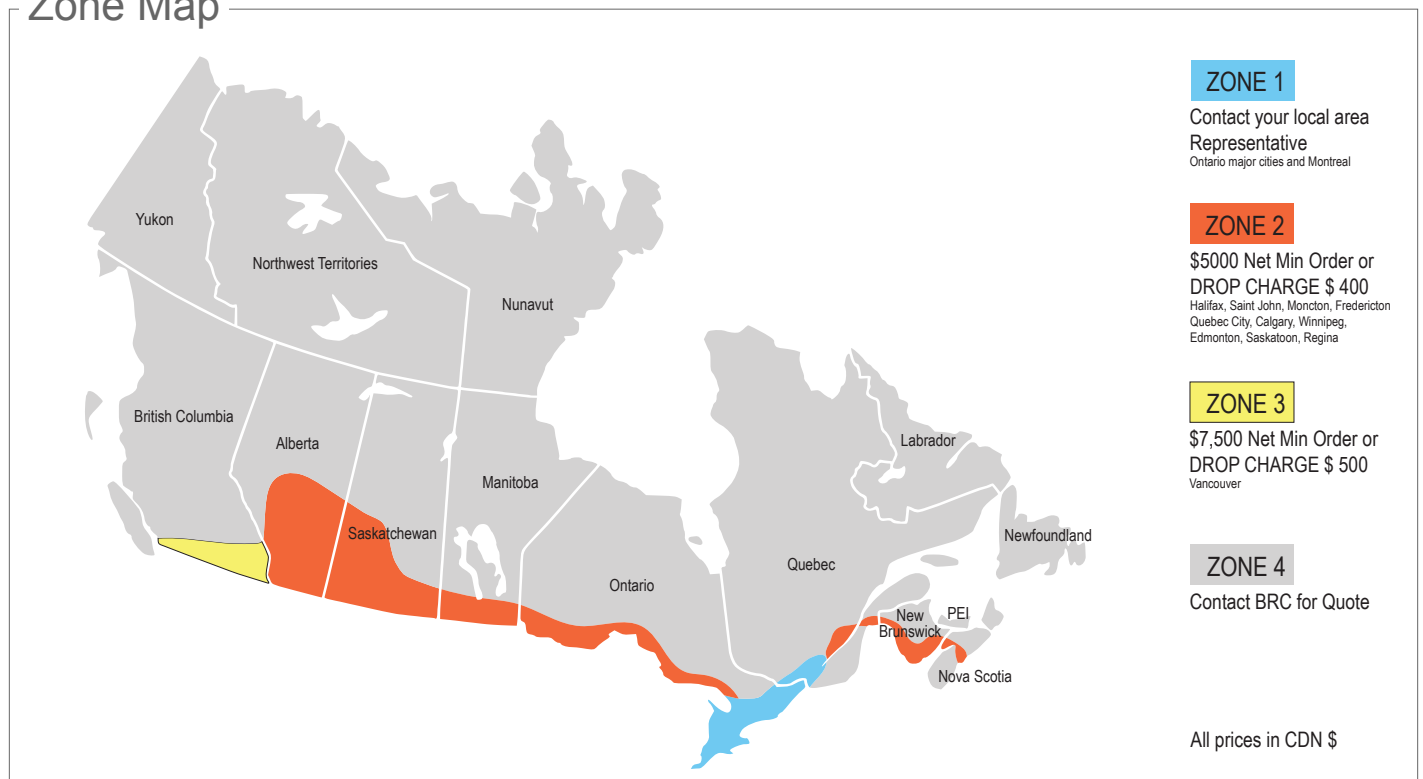 Zone Map
Yukon
Northwest Territories
Nunavut
British Columbia
Alberta
Saskatchewan
Manitoba
Ontario
Quebec
Labrador
Newfoundland
New
Brunswick
PEI
Nova Scotia
ZONE 1
Contact your local area
Representative
Ontario major cities and Montreal
ZONE 2
$5000 Net Min Order or
DROP CHARGE $ 400
Halifax, Saint John, Moncton, Fredericton
Quebec City, Calgary, Winnipeg,
Edmonton, Saskatoon, Regina
ZONE 3
$7,500 Net Min Order or
DROP CHARGE $ 500
Vancouver
ZONE 4
Contact BRC for Quote
All prices in CDN $